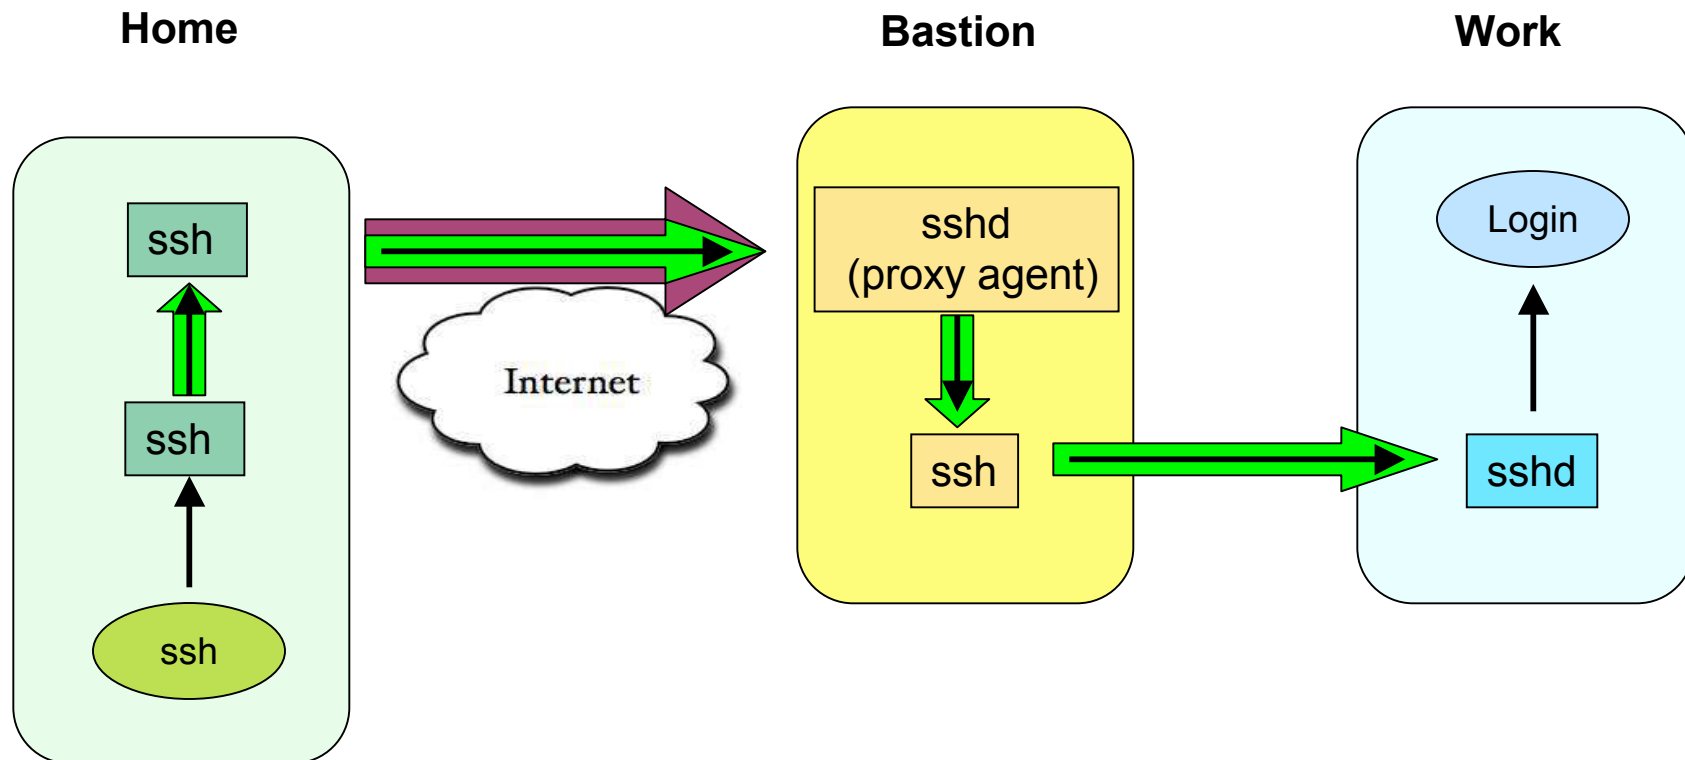 Home
Bastion
Work
ssh
ssh
ssh
Internet
sshd
(proxy agent)
ssh
Login
sshd